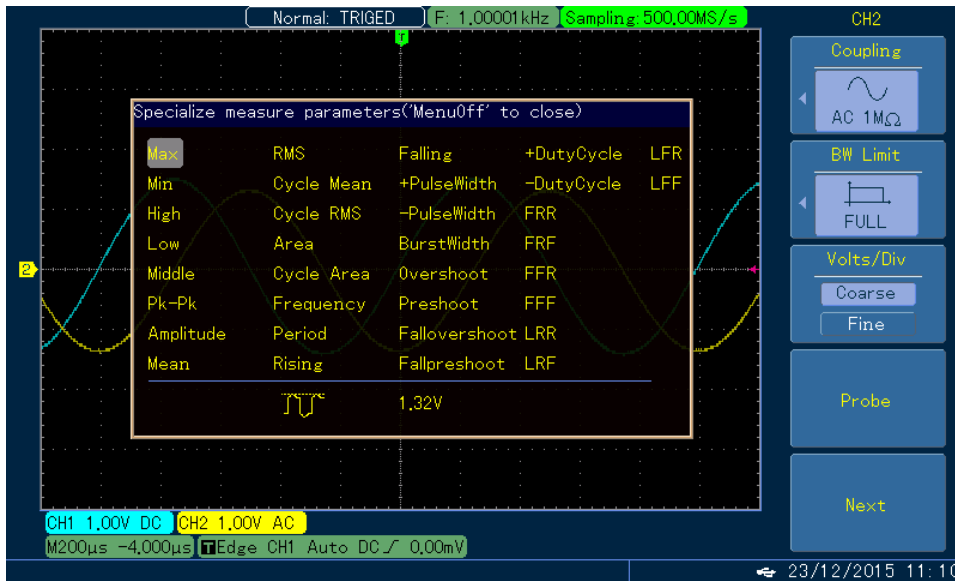 Normal: TRIGED F: 1.00001kHz Sampling:500.00MS/s CH2
T
Coupling
AC 1MΩ
Specialize measure parameters('MenuOff' to close)
Max RMS Falling +DutyCycle LFR
Min Cycle Mean +PulseWidth -DutyCycle LFF
High Cycle RMS -PulseWidth FRR
Low Area BurstWidth FRF
Middle Cycle Area Overshoot FFR
Pk-Pk Frequency Preshoot FFF
Amplitude Period Fallovershoot LRR
Mean Rising Fallpreshoot LRF
1.32V
BW Limit
FULL
2
Volts/Div
Coarse
Fine
Probe
Next
CH1 1.00V DC CH2 1.00V AC
M200μs -4.000μs TEdge CH1 Auto DC 0.00mV
23/12/2015 11:10